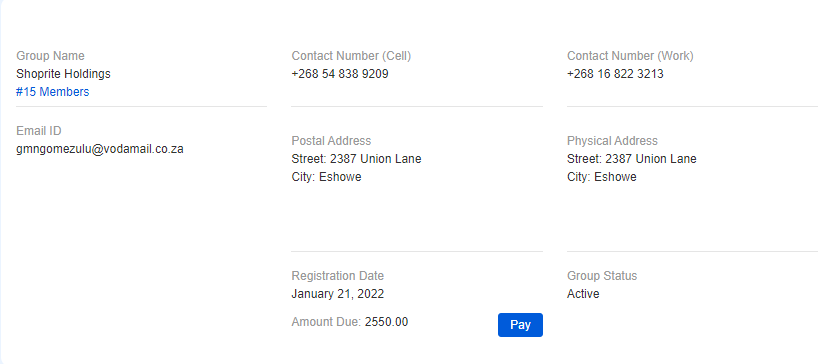 Group Name
Shoprite Holdings
#15 Members
Contact Number (Cell)
+268 54 838 9209
Contact Number (Work)
+268 16 822 3213
Email ID
gmngomezulu@vodamail.co.za
Postal Address
Street: 2387 Union Lane
City: Eshowe
Physical Address
Street: 2387 Union Lane
City: Eshowe
Registration Date
January 21, 2022
Amount Due: 2550.00
Pay
Group Status
Active